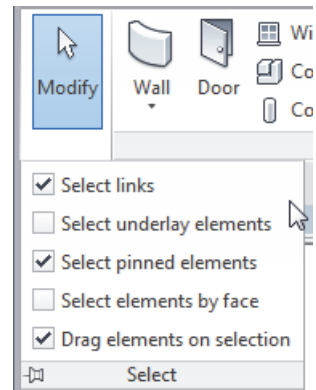 Modify
Wall
Door
Wi
Co
Co
Select links
Select underlay elements
Select pinned elements
Select elements by face
Drag elements on selection
Select